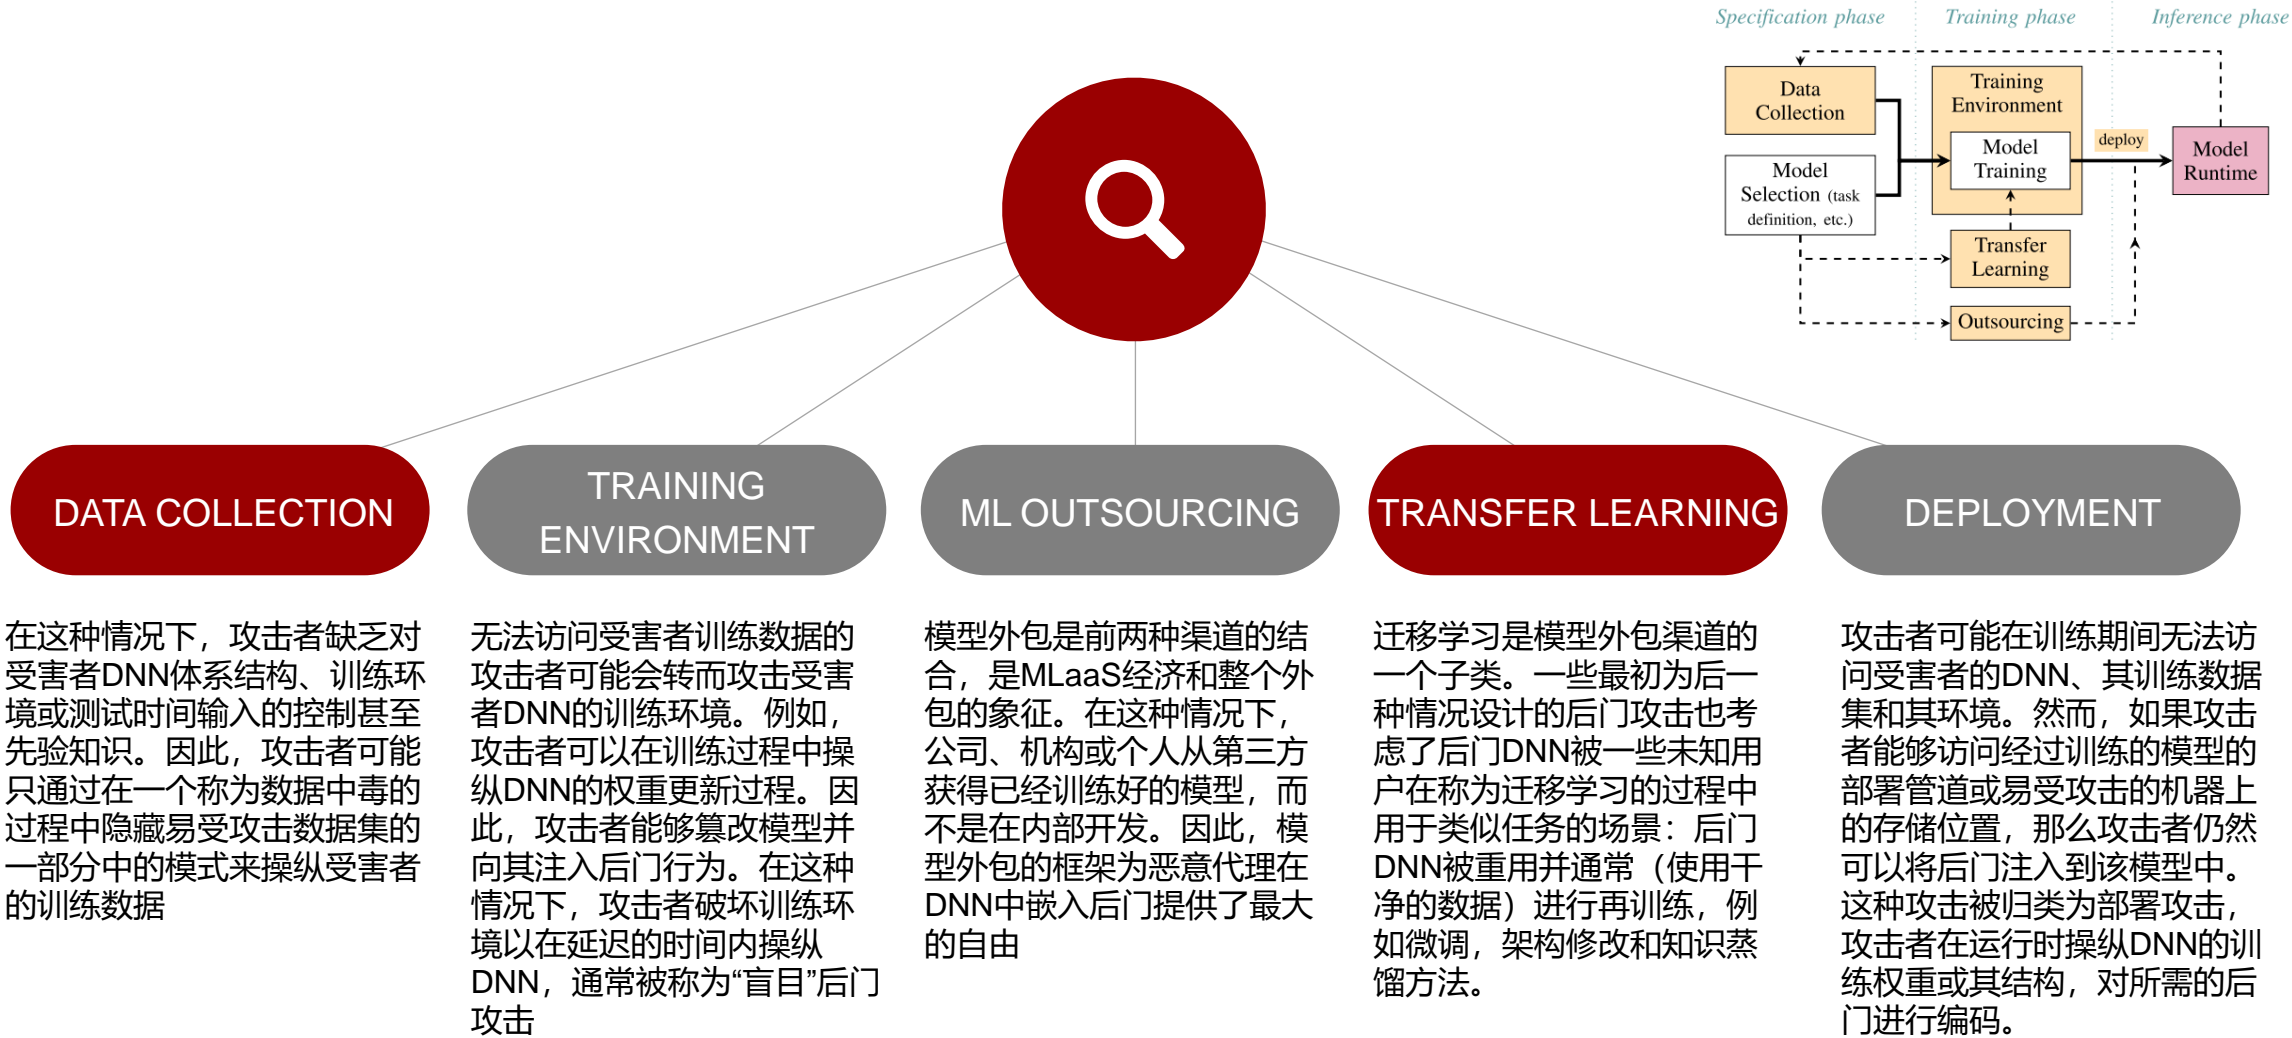 Specification phase
Training phase
Inference phase
Data
Collection
Training
Environment
Model
Training
deploy
Model
Runtime
Model
Selection (task
definition, etc.)
Transfer
Learning
Outsourcing
DATA COLLECTION
在这种情况下，攻击者缺乏对
受害者DNN体系结构、训练环
境或测试时间输入的控制甚至
先验知识。因此，攻击者可能
只通过在一个称为数据中毒的
过程中隐藏易受攻击数据集的
一部分中的模式来操纵受害者
的训练数据
TRAINING
ENVIRONMENT
无法访问受害者训练数据的
攻击者可能会转而攻击受害
者DNN的训练环境。例如，
攻击者可以在训练过程中操
纵DNN的权重更新过程。因
此，攻击者能够篡改模型并
向其注入后门行为。在这种
情况下，攻击者破坏训练环
境以在延迟的时间内操纵
DNN，通常被称为“盲目”后门
攻击
ML OUTSOURCING
模型外包是前两种渠道的结
合，是MLaaS经济和整个外
包的象征。在这种情况下，
公司、机构或个人从第三方
获得已经训练好的模型，而
不是在内部开发。因此，模
型外包的框架为恶意代理在
DNN中嵌入后门提供了最大
的自由
TRANSFER LEARNING
迁移学习是模型外包渠道的
一个子类。一些最初为后一
种情况设计的后门攻击也考
虑了后门DNN被一些未知用
户在称为迁移学习的过程中
用于类似任务的场景：后门
DNN被重用并通常（使用干
净的数据）进行再训练，例
如微调，架构修改和知识蒸
馏方法。
DEPLOYMENT
攻击者可能在训练期间无法访
问受害者的DNN、其训练数据
集和其环境。然而，如果攻击
者能够访问经过训练的模型的
部署管道或易受攻击的机器上
的存储位置，那么攻击者仍然
可以将后门注入到该模型中。
这种攻击被归类为部署攻击，
攻击者在运行时操纵DNN的训
练权重或其结构，对所需的后
门进行编码。